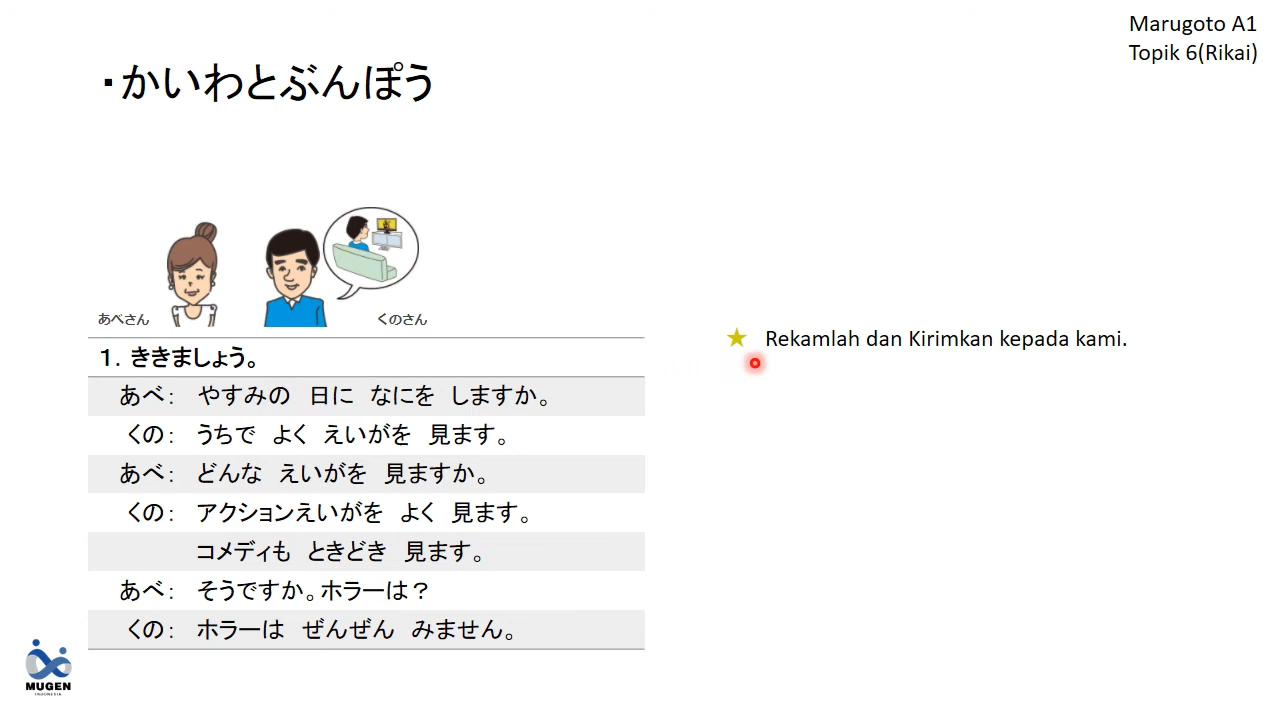 Marugoto A1
Topik 6(Rikai)
・かいわとぶんぽう
あべさん
くのさん
1. ききましょう。
あべ： やすみの 日に なにを しますか。
くの： うちで よく えいがを 見ます。
あべ： どんな えいがを 見ますか。
くの： アクションえいがを よく 見ます。
コメディも ときどき 見ます。
あべ： そうですか。ホラーは？
くの： ホラーは ぜんぜん みません。
★ Rekamlah dan Kirimkan kepada kami.
MUGEN
INDONESIA